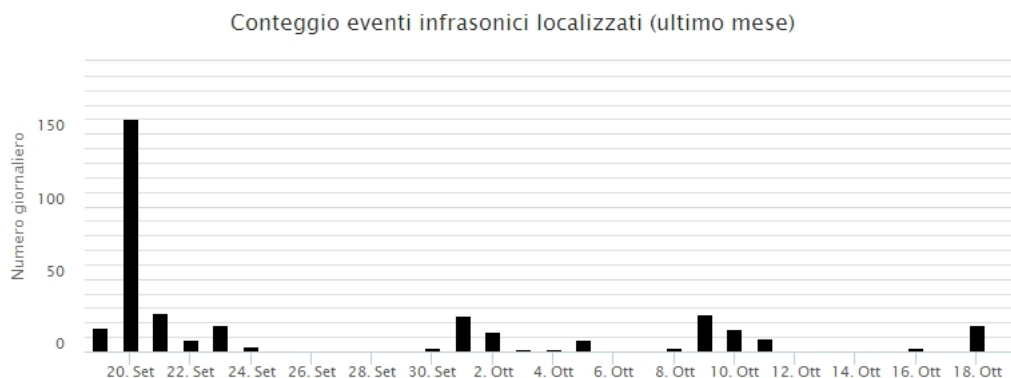 Conteggio eventi infrasonici localizzati (ultimo mese)
Numero giornaliero
150
100
50
0
20. Set 22. Set 24. Set 26. Set 28. Set 30. Set 2. Ott 4. Ott 6. Ott 8. Ott 10. Ott 12. Ott 14. Ott 16. Ott 18. Ott